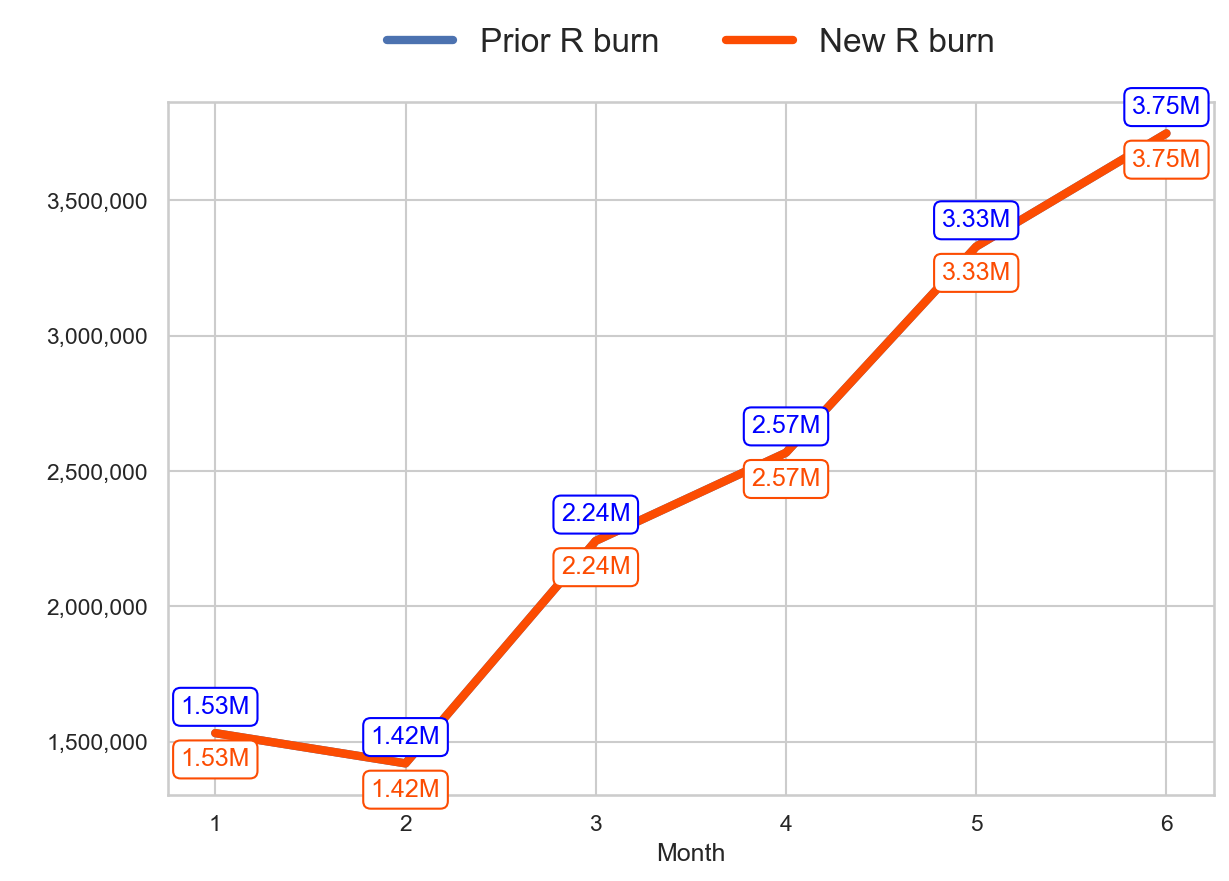 Prior R burn New R burn
3.75M
3.75M
3,500,000
3.33M
3.33M
3,000,000
2.57M
2,500,000
2.57M
2.24M
2.24M
2,000,000
1.53M
1.42M
1,500,000
1.53M
1.42M
1 2 3 4 5 6
Month